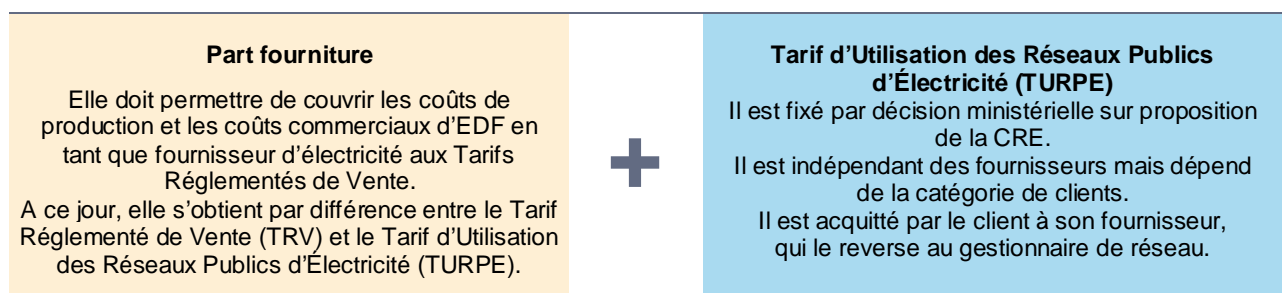 Part fourniture
Elle doit permettre de couvrir les coûts de
production et les coûts commerciaux d’EDF en
tant que fournisseur d’électricité aux Tarifs
Réglementés de Vente.
A ce jour, elle s’obtient par différence entre le Tarif
Réglementé de Vente (TRV) et le Tarif d’Utilisation
des Réseaux Publics d’Électricité (TURPE).
+
Tarif d’Utilisation des Réseaux Publics
d’Électricité (TURPE)
Il est fixé par décision ministérielle sur proposition
de la CRE.
Il est indépendant des fournisseurs mais dépend
de la catégorie de clients.
Il est acquitté par le client à son fournisseur,
qui le reverse au gestionnaire de réseau.